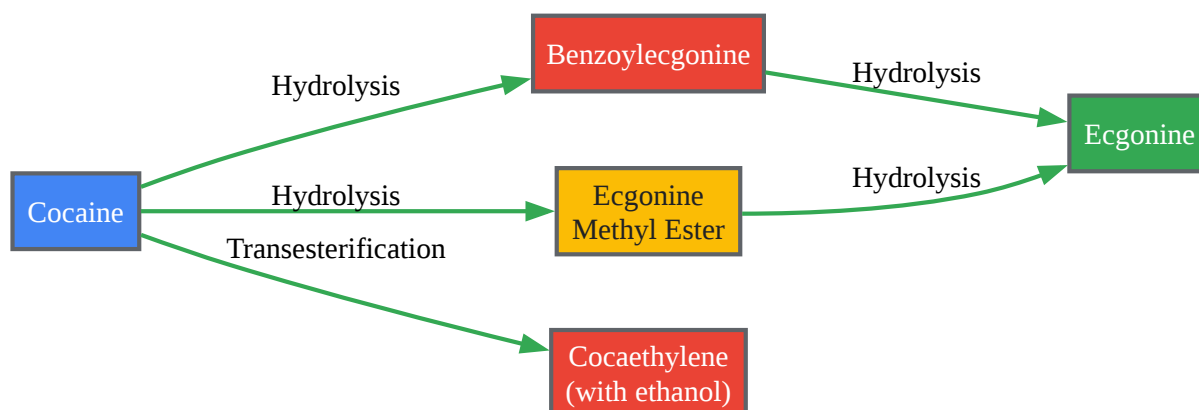 Benzoylecgonine
Hydrolysis
Hydrolysis
Ecgonine
Cocaine
Hydrolysis
Ecgonine
Methyl Ester
Hydrolysis
Transesterification
Cocaethylene
(with ethanol)